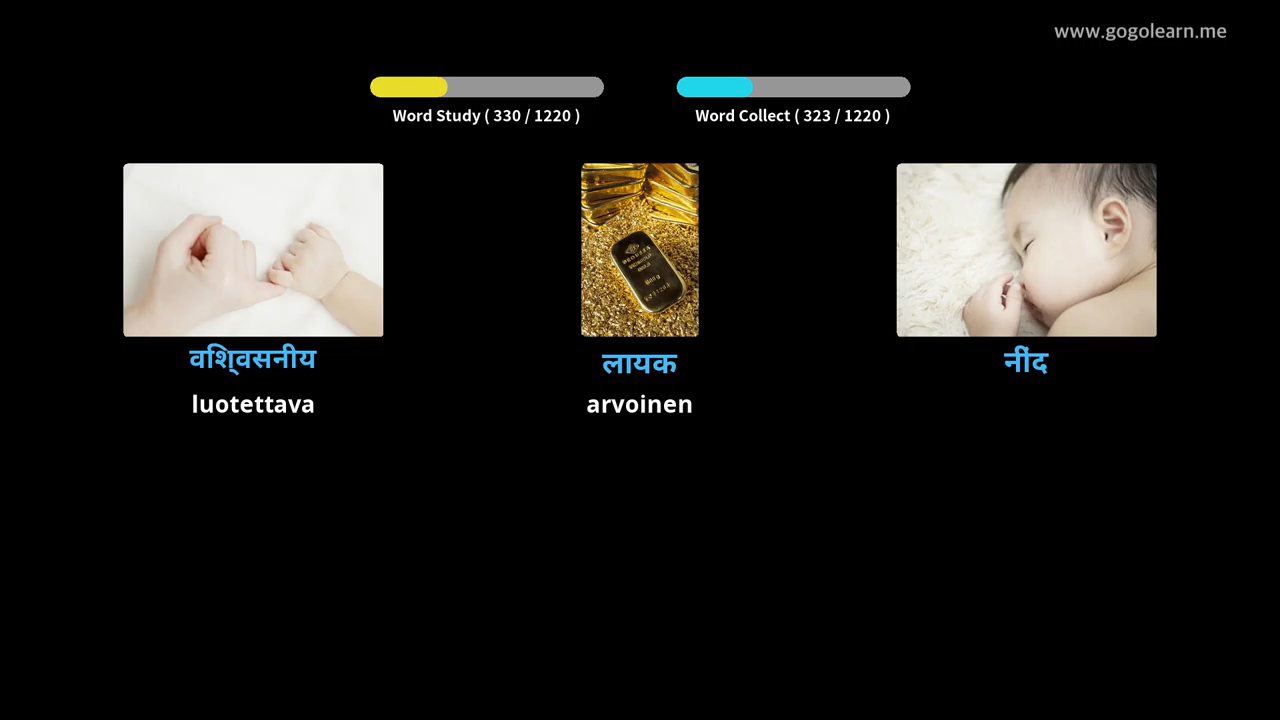 www.gogolearn.me
Word Study ( 330 / 1220 )
Word Collect ( 323 / 1220 )
विश्वसनीय
लायक
नींद
luotettava
arvoinen